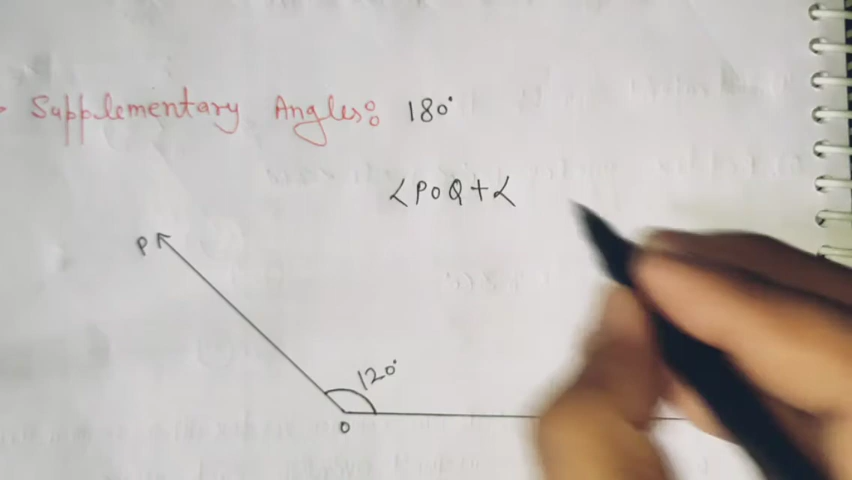 Supplementary Angles: 180°
∠POQ + ∠
P
120°
O